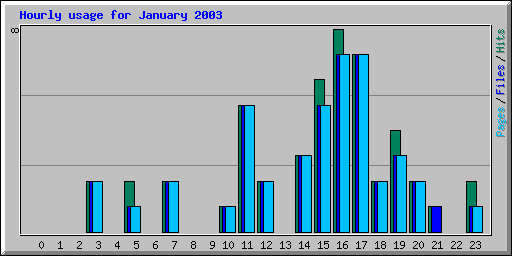 Hourly usage for January 2003
8
Pages/Files/Hits
0 1 2 3 4 5 6 7 8 9 10 11 12 13 14 15 16 17 18 19 20 21 22 23